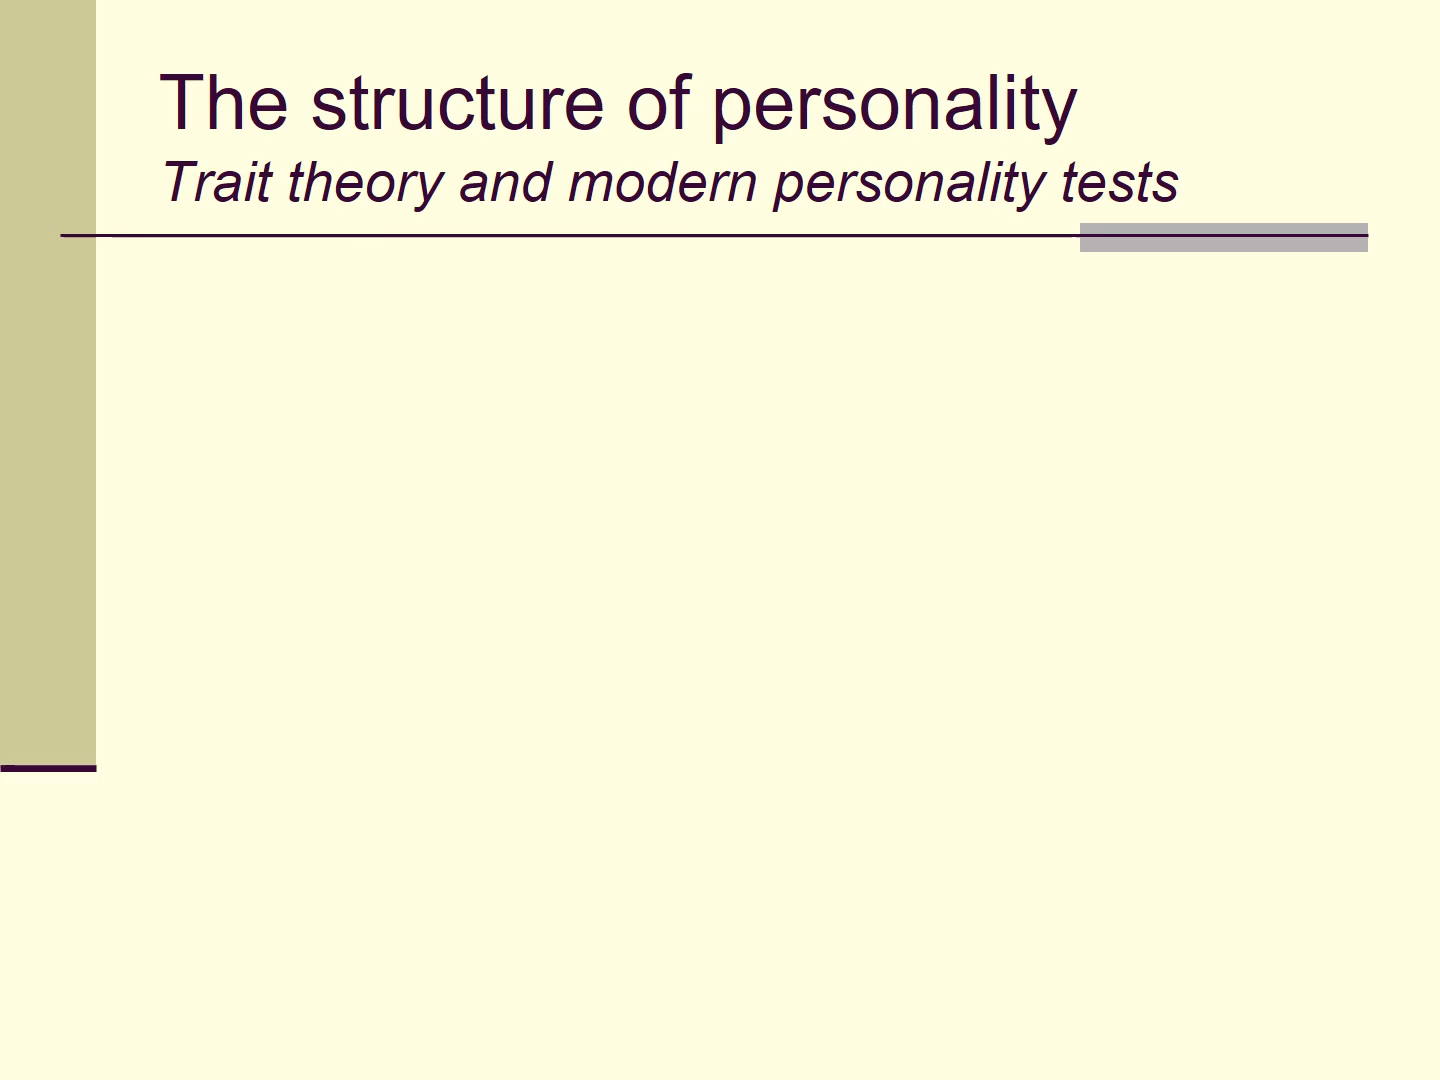 The structure of personality
Trait theory and modern personality tests